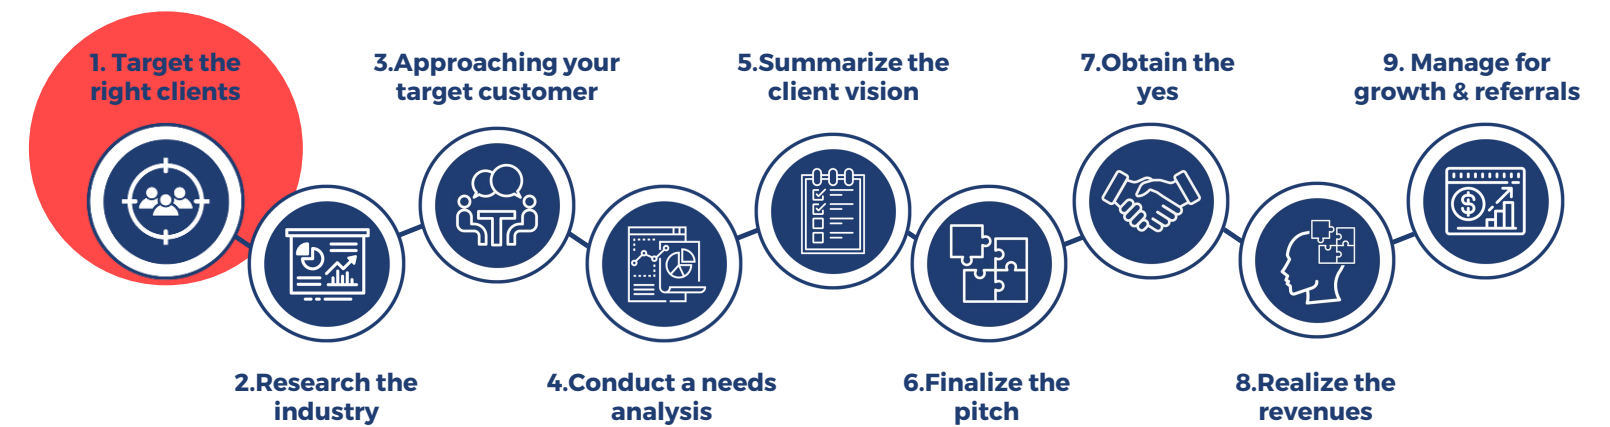 1. Target the
right clients
2.Research the
industry
3.Approaching your
target customer
4.Conduct a needs
analysis
5.Summarize the
client vision
6.Finalize the
pitch
7.Obtain the
yes
8.Realize the
revenues
9. Manage for
growth & referrals